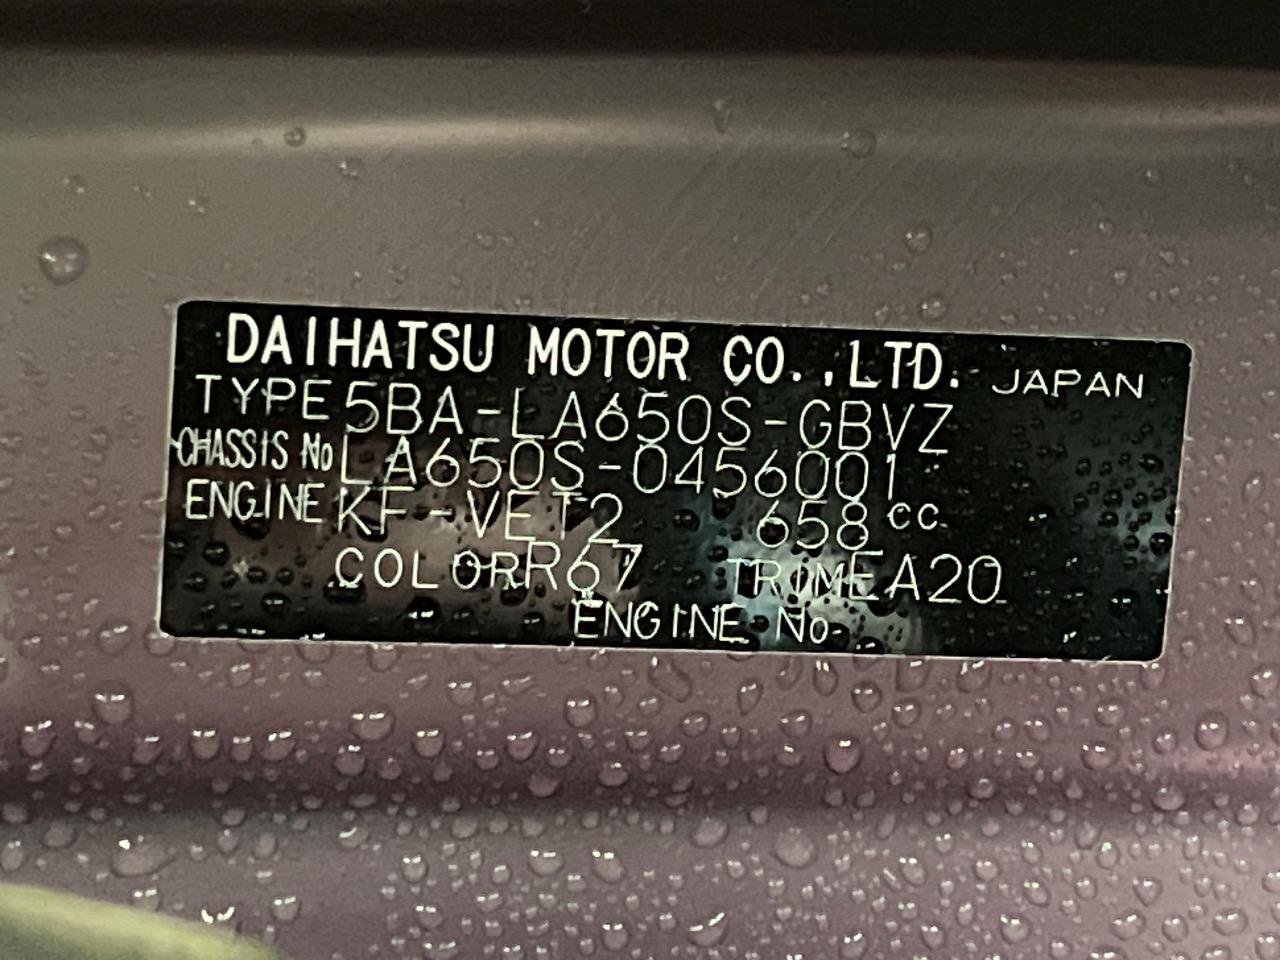 DAIHATSU MOTOR CO.,LTD. JAPAN
TYPE 5BA-LA650S-GBVZ
CHASSIS No LA650S-0456001
ENGINE KF-VET2 658 cc
COLOR R67 TRIM EA20
ENGINE No